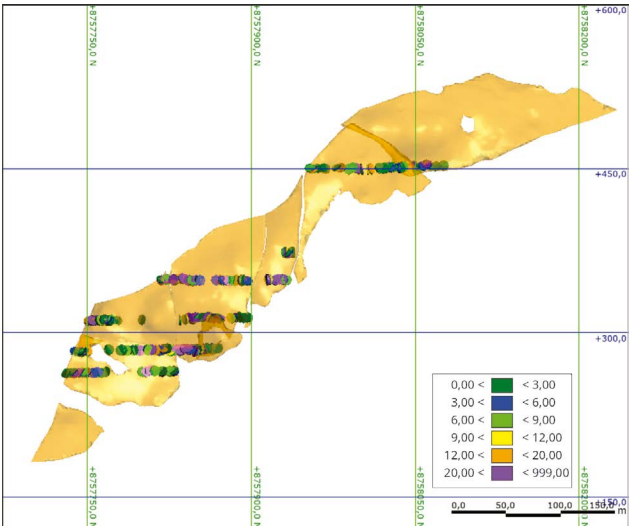 +600,0
+8757750,0 N
+8757900,0 N
+8758050,0 N
+8758200,0 N
+450,0
+300,0
0,00 < < 3,00
3,00 < < 6,00
6,00 < < 9,00
9,00 < < 12,00
12,00 < < 20,00
20,00 < < 999,00
+150,0
0,0 50,0 100,0 150,0
m
+8757750,0 N
+8757900,0 N
+8758050,0 N